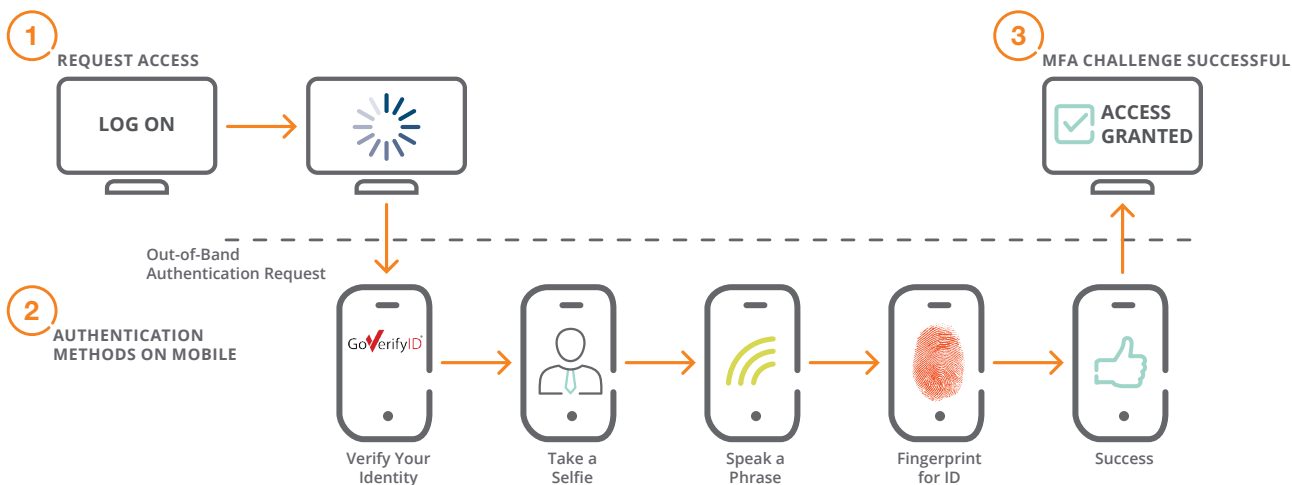 1
REQUEST ACCESS
LOG ON
3
MFA CHALLENGE SUCCESSFUL
ACCESS
GRANTED
Out-of-Band
Authentication Request
2
AUTHENTICATION
METHODS ON MOBILE
GoVerifyID®
Verify Your
Identity
Take a
Selfie
Speak a
Phrase
Fingerprint
for ID
Success